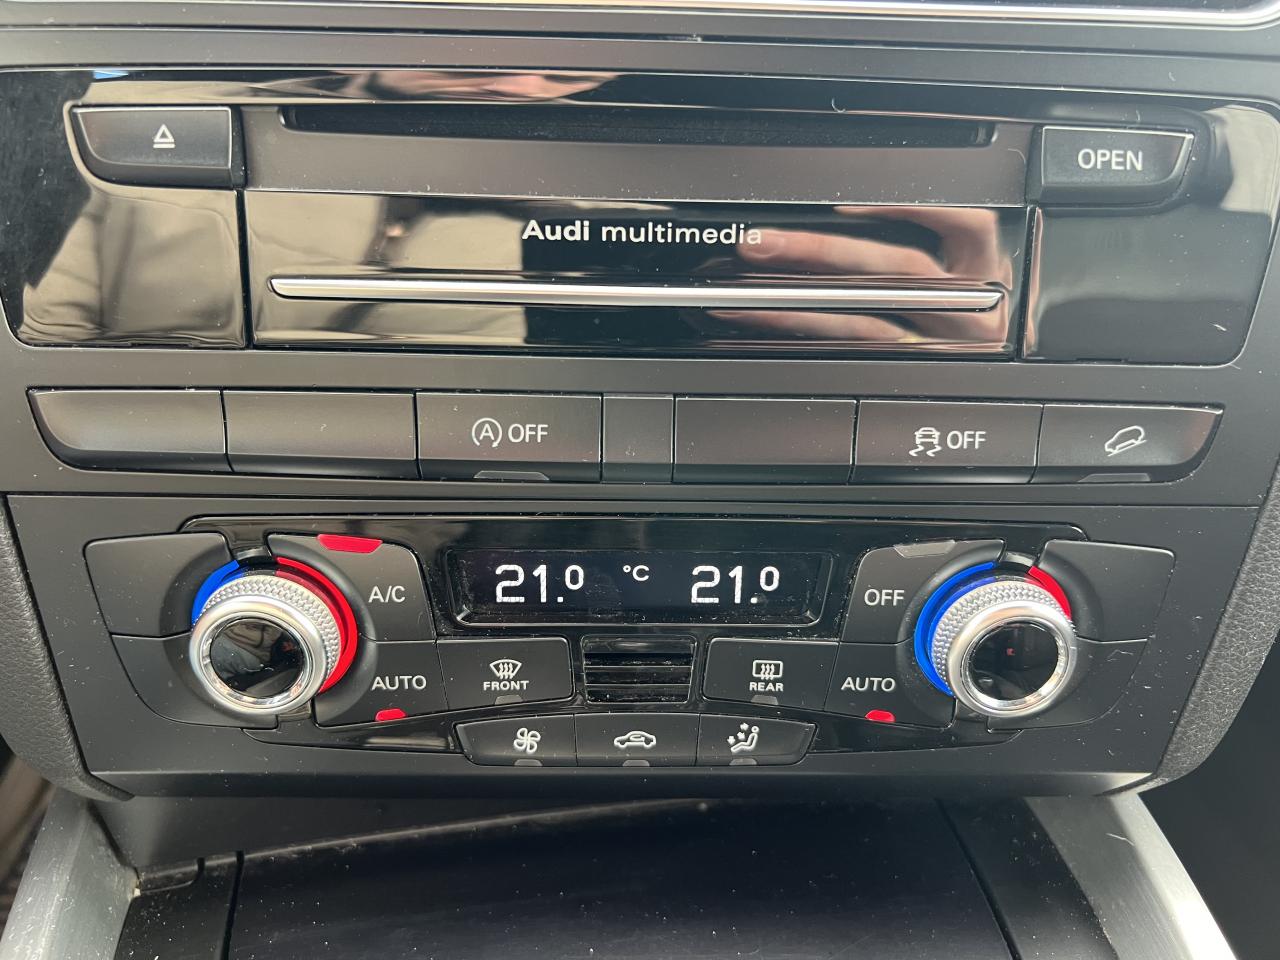 OPEN
Audi multimedia
A OFF
OFF
A/C
21.0 °C 21.0
OFF
AUTO
FRONT
REAR
AUTO